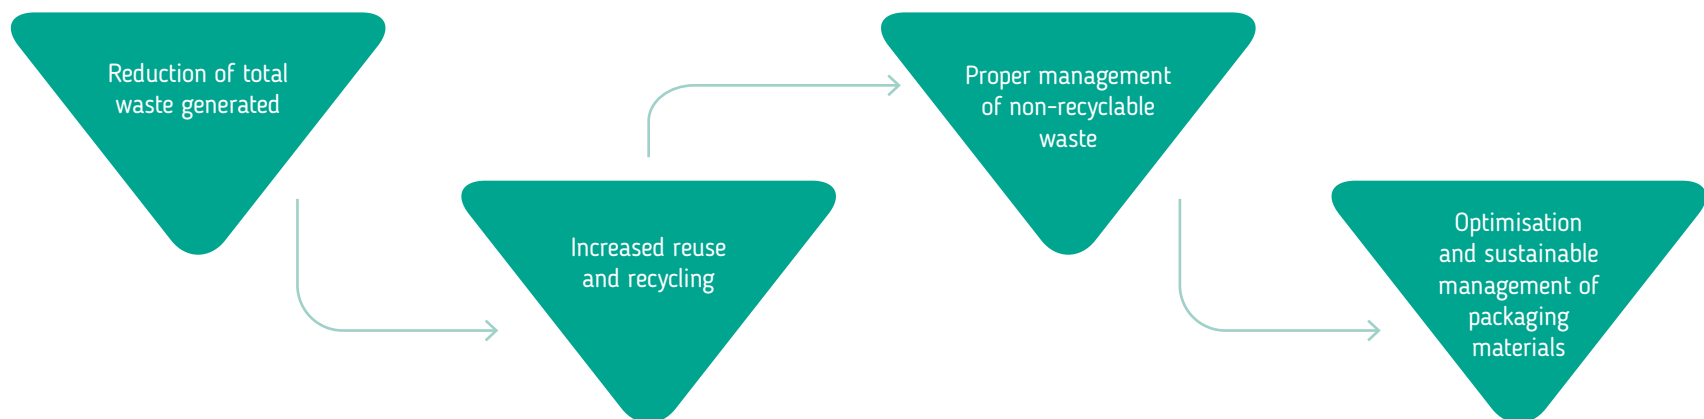 Reduction of total
waste generated
Increased reuse
and recycling
Proper management
of non-recyclable
waste
Optimisation
and sustainable
management of
packaging
materials